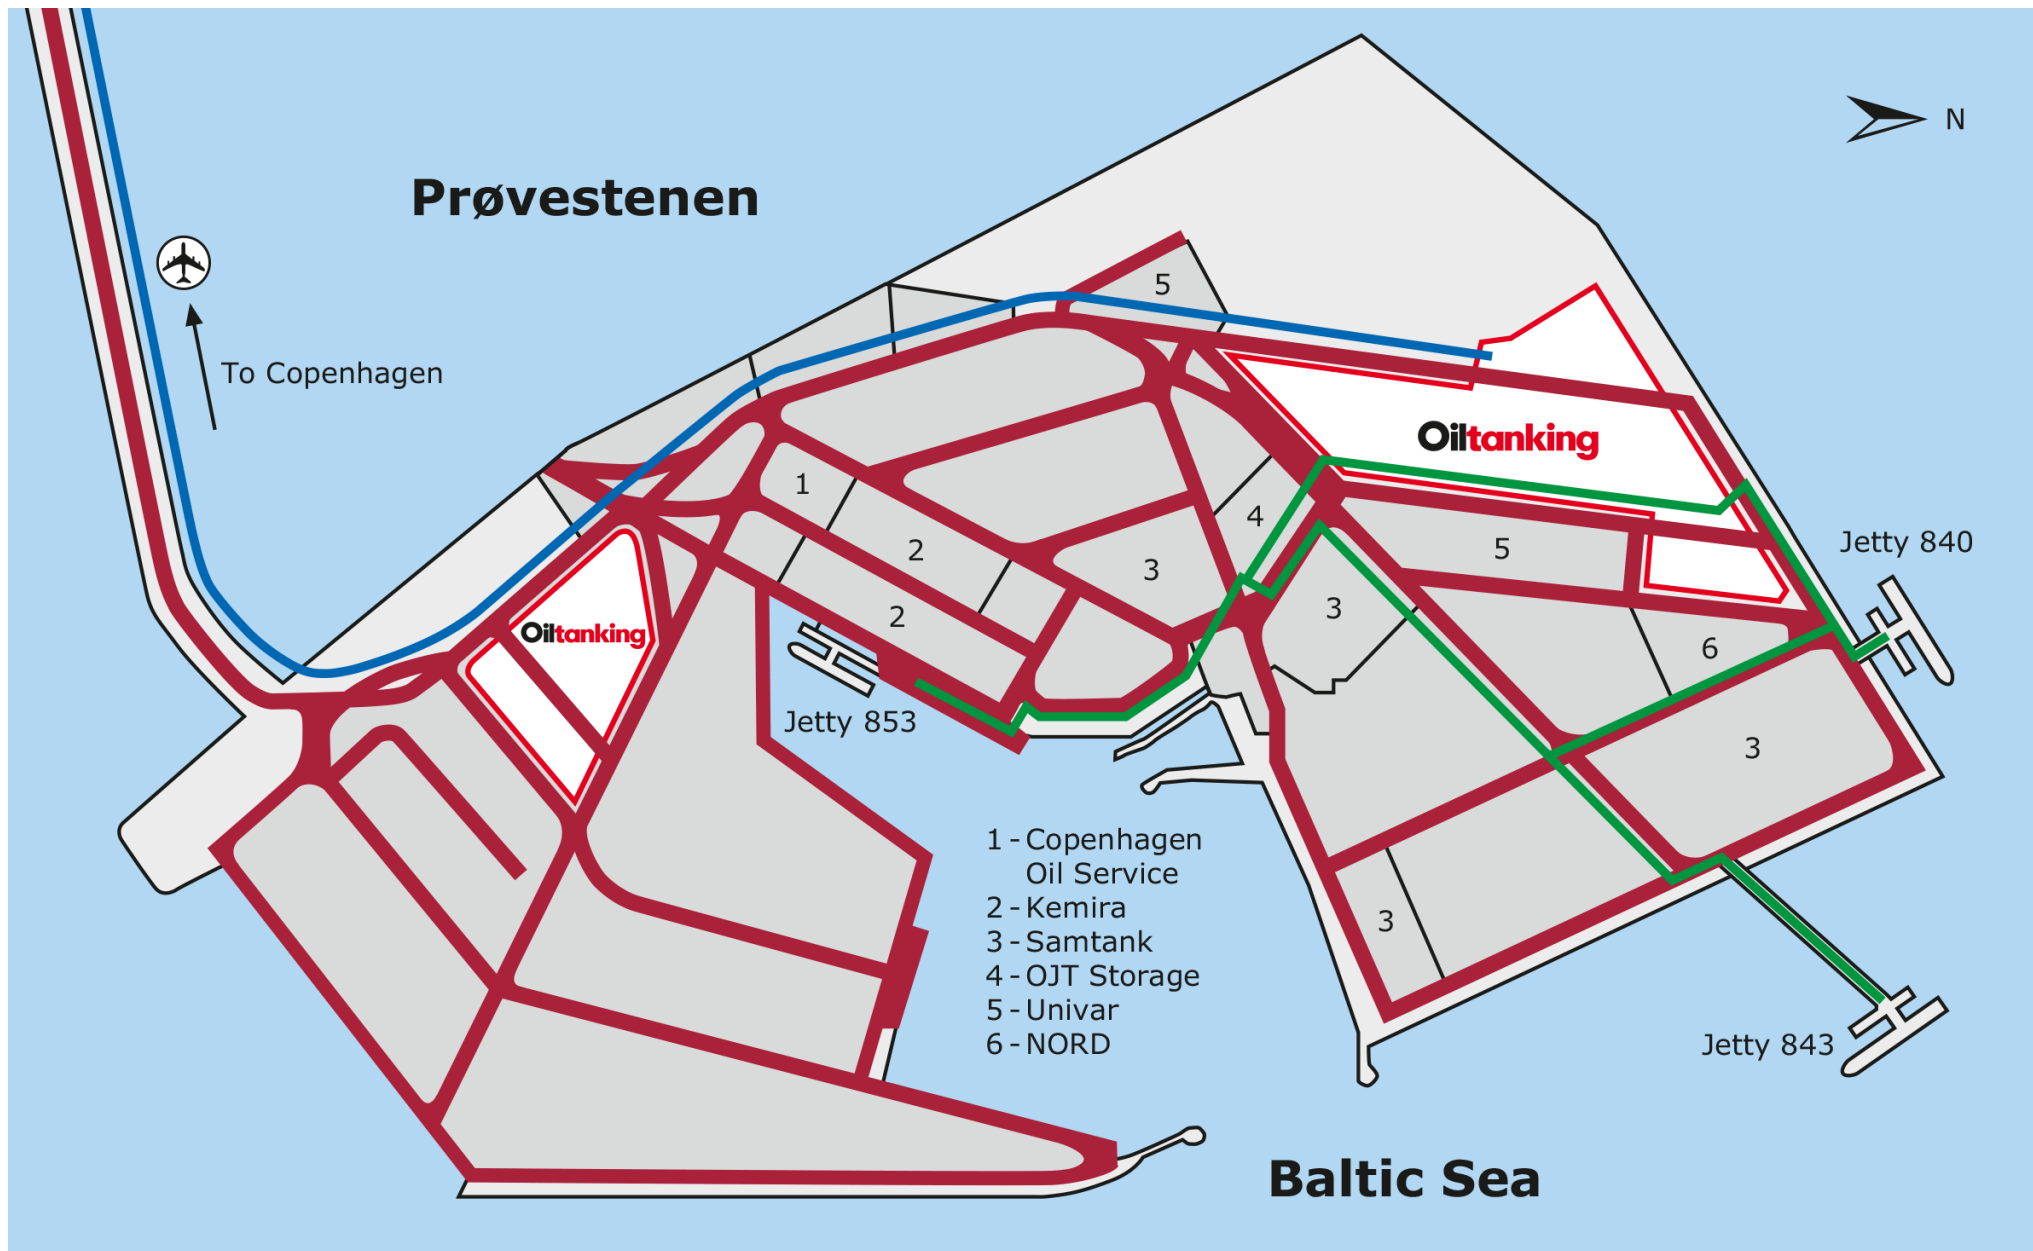 N
Prøvestenen
5
To Copenhagen
Oiltanking
1
4
2
5
Jetty 840
3
3
2
Oiltanking
6
Jetty 853
3
1 - Copenhagen
Oil Service
2 - Kemira
3 - Samtank
3
4 - OJT Storage
5 - Univar
6 - NORD
Jetty 843
Baltic Sea